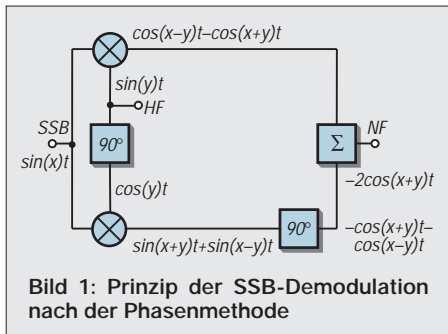 cos(x–y)t–cos(x+y)t
sin(y)t
HF
SSB
sin(x)t
90°
Σ
NF
cos(y)t
–2cos(x+y)t
sin(x+y)t+sin(x–y)t
90°
–cos(x+y)t–
cos(x–y)t
Bild 1: Prinzip der SSB-Demodulation
nach der Phasenmethode